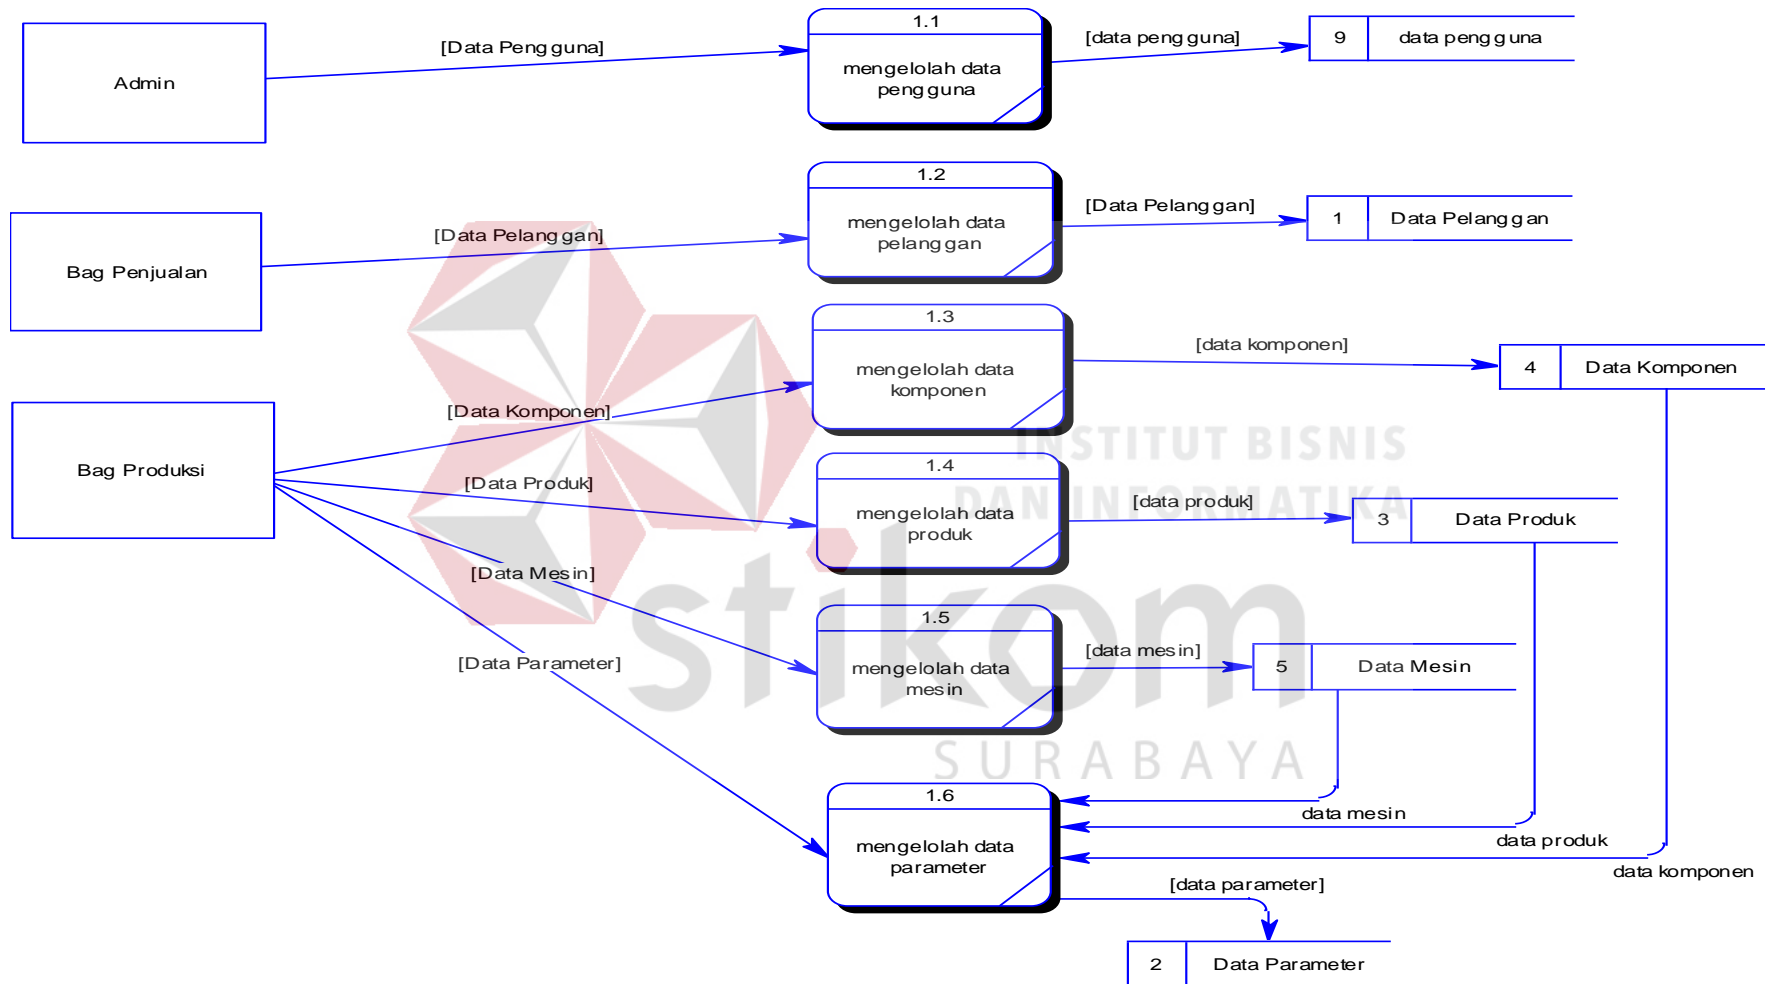 1.1
[Data Pengguna]
[data pengguna]
9
data pengguna
Admin
mengelolah data
pengguna
1.2
[Data Pelanggan]
[Data Pelanggan]
1
Data Pelanggan
Bag Penjualan
mengelolah data
pelanggan
1.3
[data komponen]
4
Data Komponen
mengelolah data
komponen
[Data Komponen]
INSTITUT BISNIS
DAN INFORMATIKA
Bag Produksi
1.4
[Data Produk]
[data produk]
3
Data Produk
mengelolah data
produk
[Data Mesin]
stikom
SURABAYA
1.5
[Data Parameter]
[data mesin]
5
Data Mesin
mengelolah data
mesin
1.6
data mesin
data produk
data komponen
mengelolah data
parameter
[data parameter]
2
Data Parameter